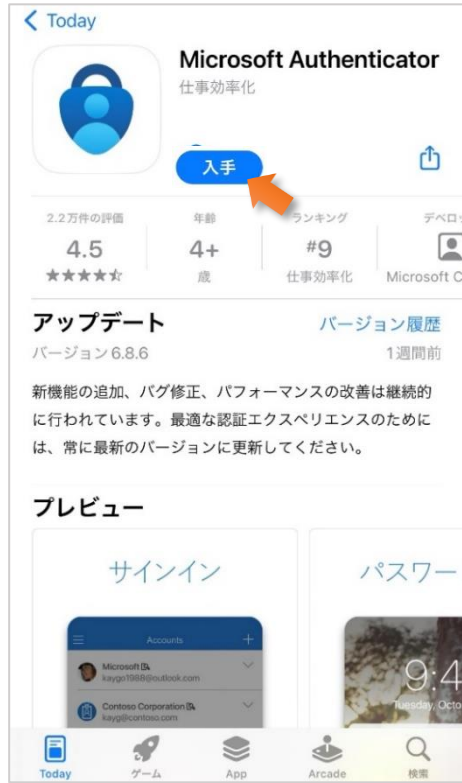 Today
Microsoft Authenticator
仕事効率化
入手
2.2万件の評価
4.5
年齢
4+
歳
ランキング
#9
仕事効率化
デベロッ
Microsoft C
アップデート
バージョン履歴
バージョン 6.8.6
1週間前
新機能の追加、バグ修正、パフォーマンスの改善は継続的
に行われています。最適な認証エクスペリエンスのために
は、常に最新のバージョンに更新してください。
プレビュー
サインイン
Accounts
Microsoft
kaygo1988@outlook.com
Contoso Corporation
kayg@contoso.com
パスワー
9:4
Tuesday, Octo
Today
ゲーム
App
Arcade
検索